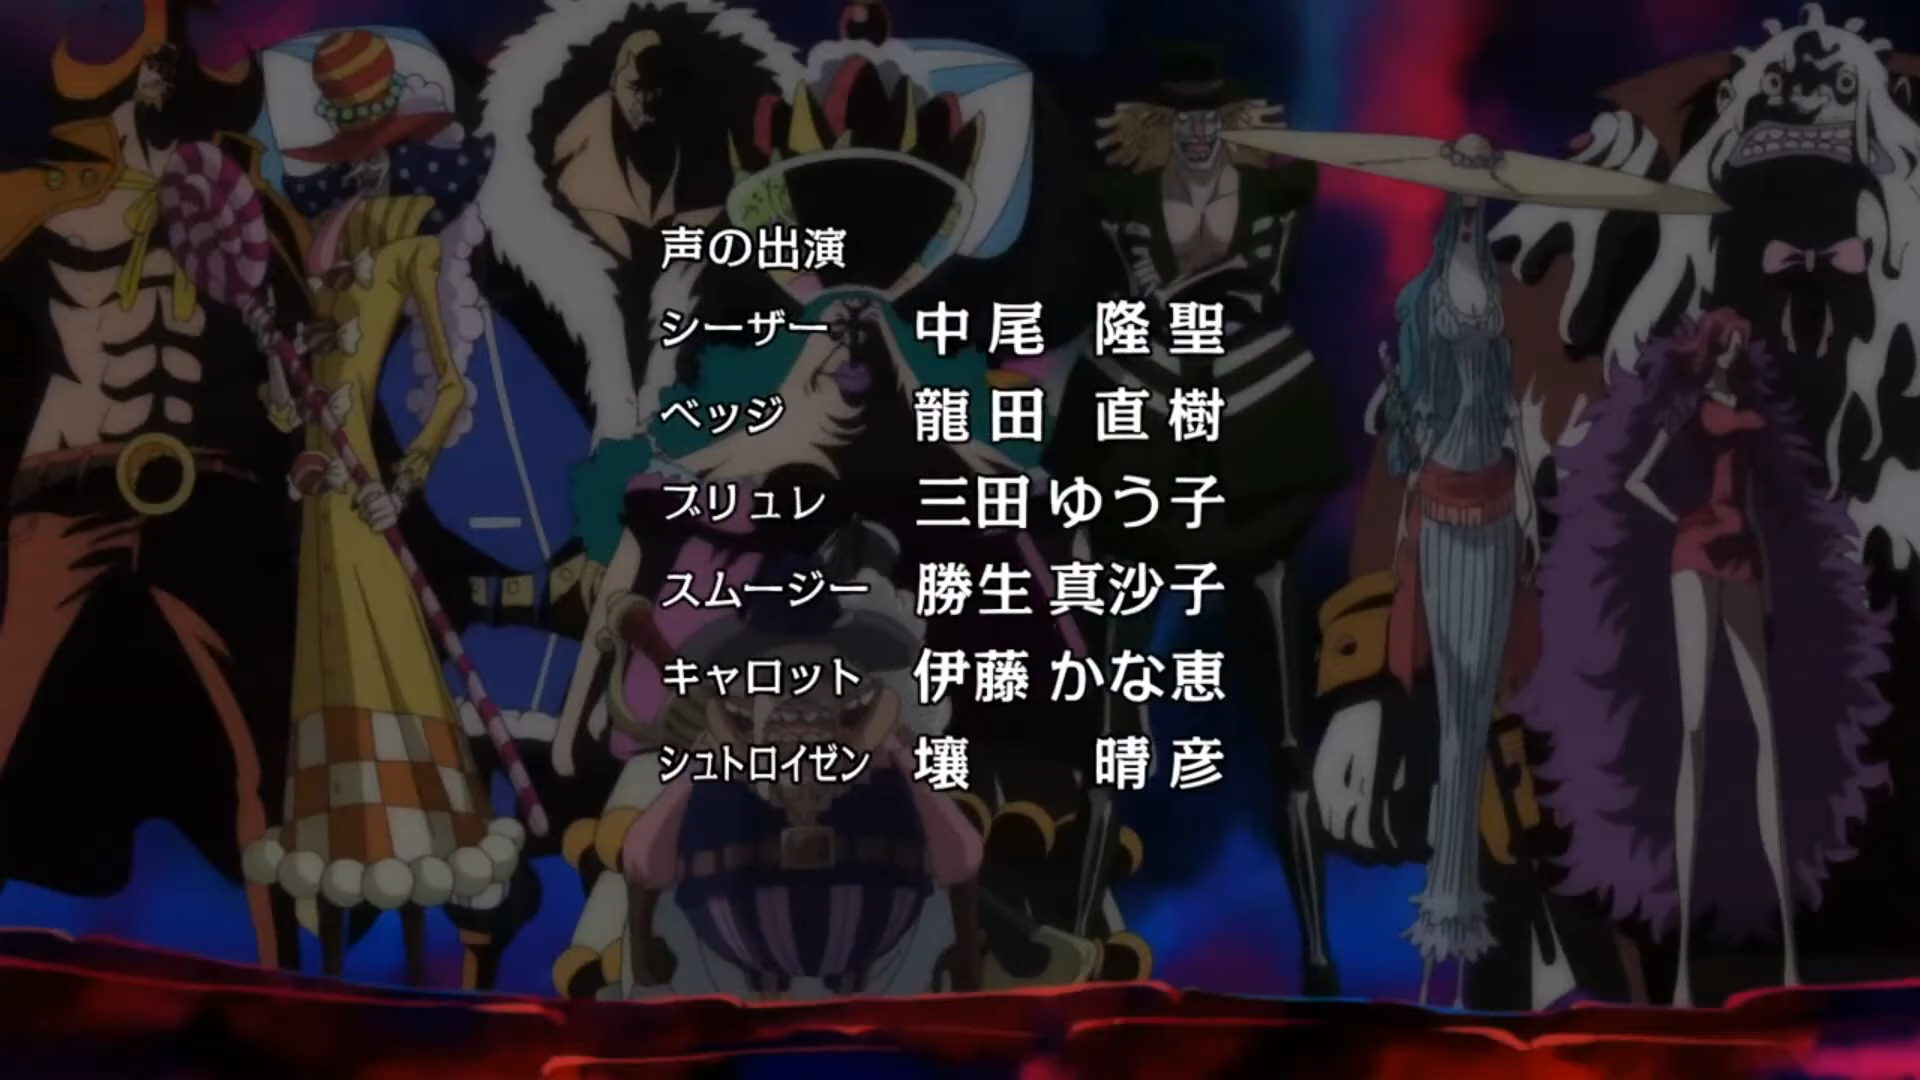 声の出演
シーザー 中尾 隆聖
ベッジ 龍田 直樹
ブリュレ 三田 ゆう子
スムージー 勝生 真沙子
キャロット 伊藤 かな恵
シュトロイゼン 壤 晴彦